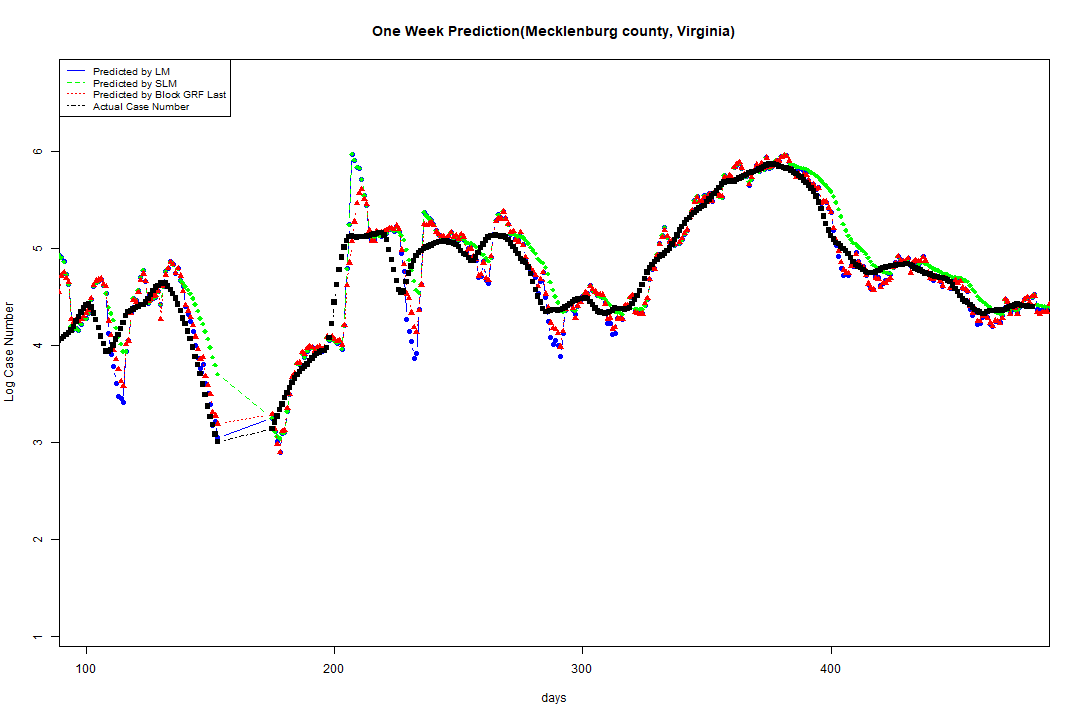 One Week Prediction(Mecklenburg county, Virginia)
Predicted by LM
Predicted by SLM
Predicted by Block GRF Last
Actual Case Number
6
5
4
3
2
1
Log Case Number
100 200 300 400
days